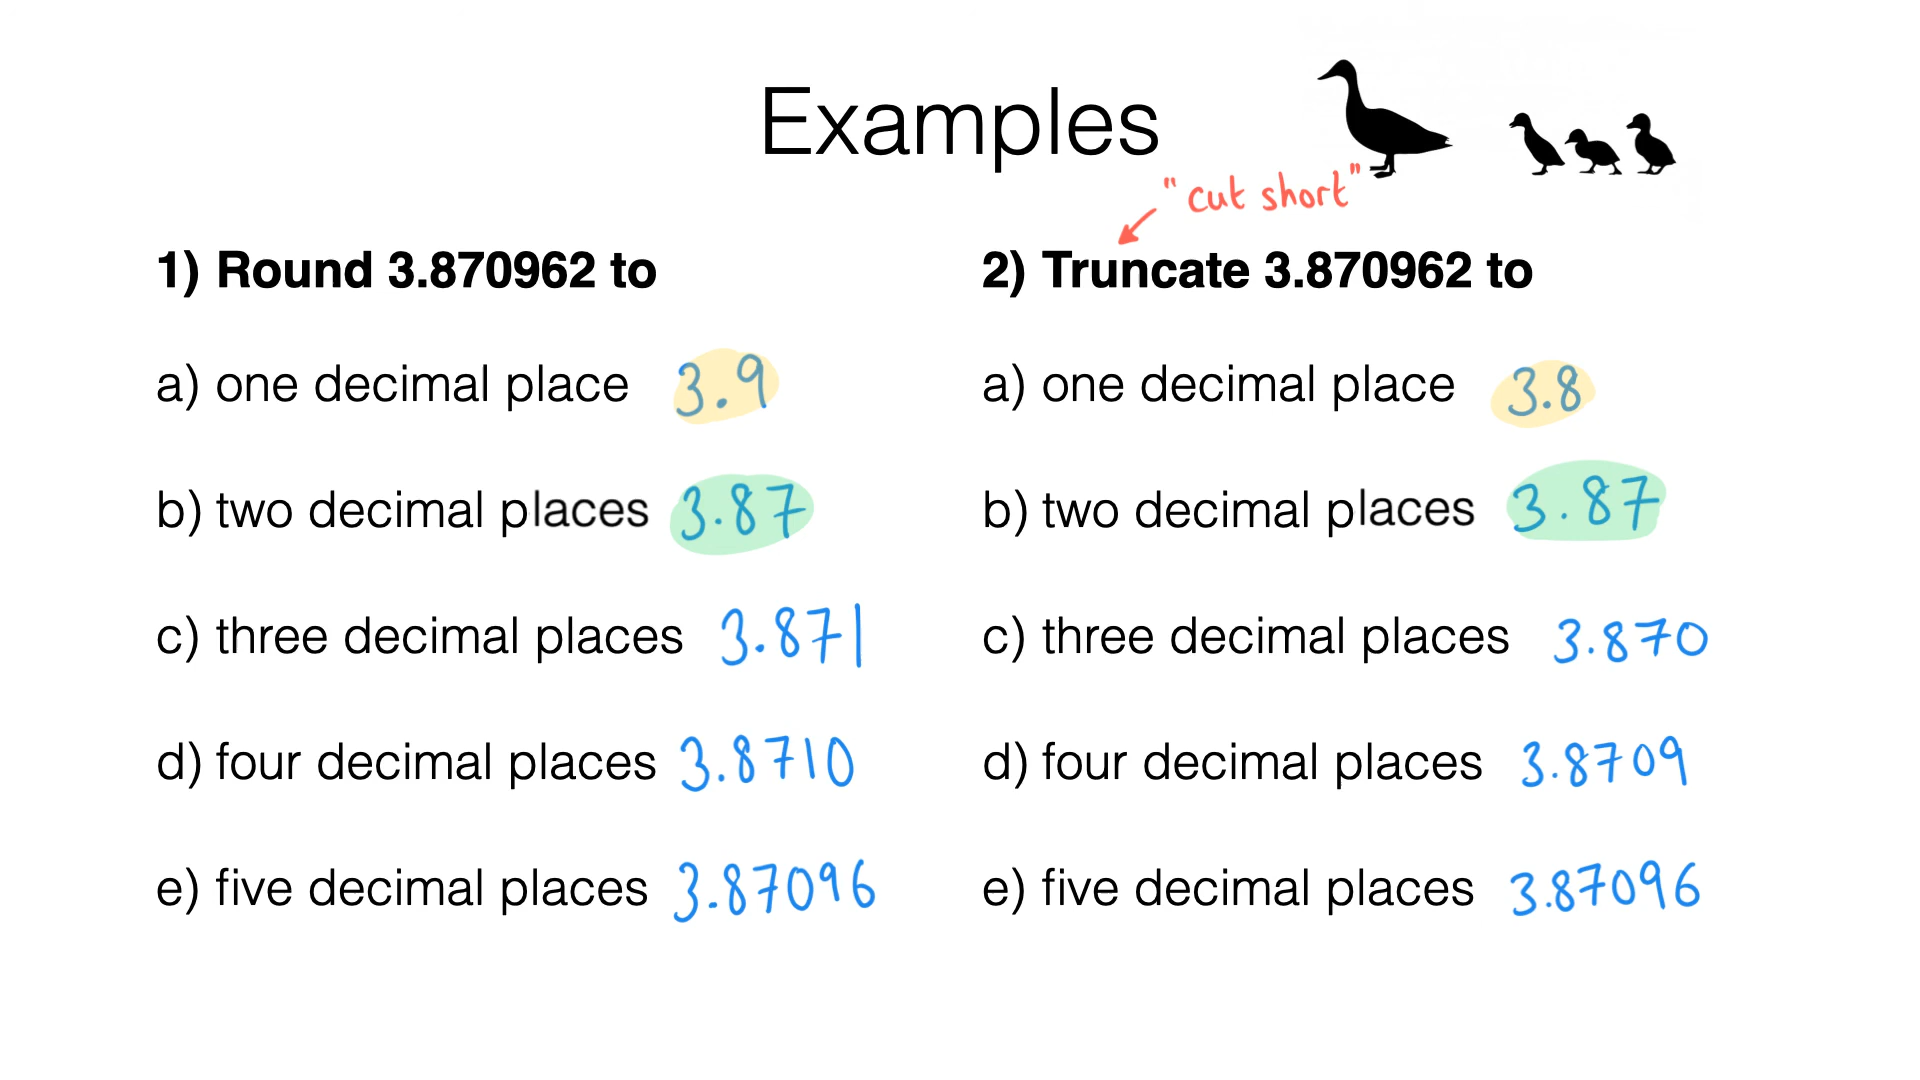 Examples
"cut short"
1) Round 3.870962 to
a) one decimal place 3.9
b) two decimal places 3.87
c) three decimal places 3.871
d) four decimal places 3.8710
e) five decimal places 3.87096
2) Truncate 3.870962 to
a) one decimal place 3.8
b) two decimal places 3.87
c) three decimal places 3.870
d) four decimal places 3.8709
e) five decimal places 3.87096